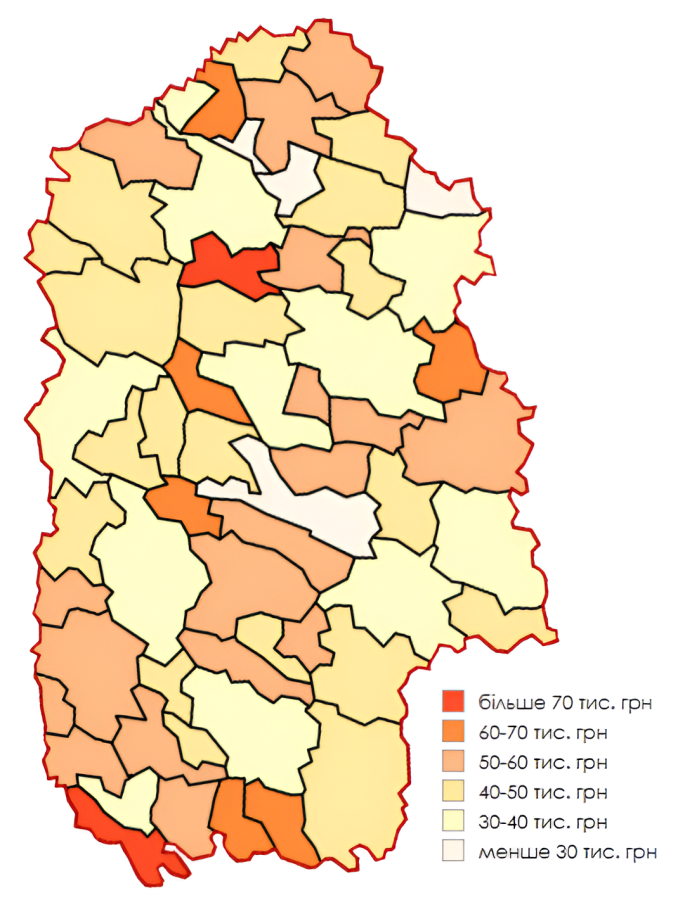 більше 70 тис. грн
60-70 тис. грн
50-60 тис. грн
40-50 тис. грн
30-40 тис. грн
менше 30 тис. грн